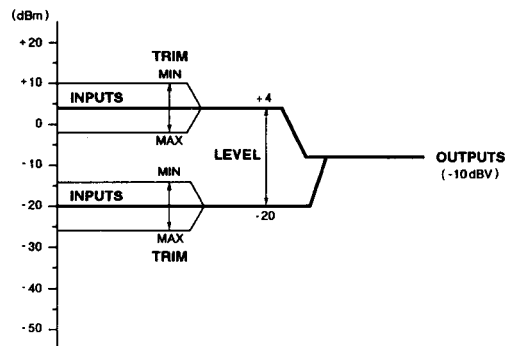 (dBm)
+20
TRIM
MIN
+10
INPUTS
+4
0
MAX
LEVEL
OUTPUTS
(-10dBV)
-10
MIN
INPUTS
-20
-20
MAX
-30
TRIM
-40
-50